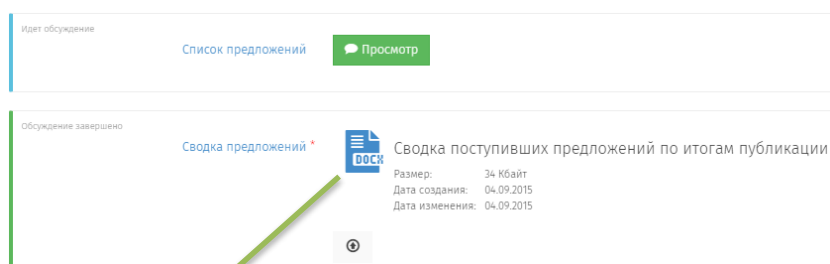 Идет обсуждение
Список предложений
Просмотр
Обсуждение завершено
Сводка предложений *
DOCX
Сводка поступивших предложений по итогам публикации
Размер: 34 Кбайт
Дата создания: 04.09.2015
Дата изменения: 04.09.2015